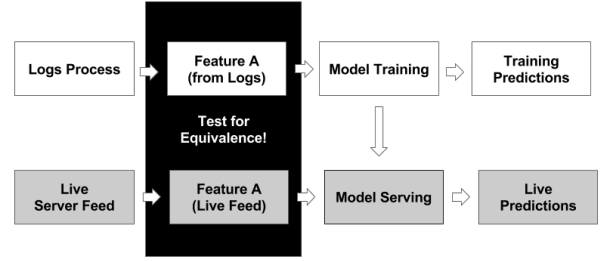 Logs Process
Feature A
(from Logs)
Model Training
Training
Predictions
Test for
Equivalence!
Live
Server Feed
Feature A
(Live Feed)
Model Serving
Live
Predictions